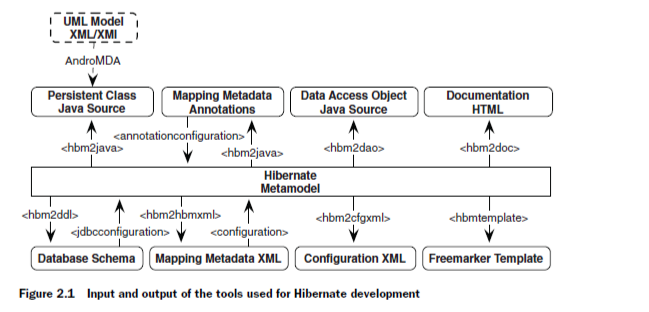 UML Model
XML/XMI
AndroMDA
Persistent Class
Java Source
Mapping Metadata
Annotations
Data Access Object
Java Source
Documentation
HTML
<annotationconfiguration>
<hbm2java>
<hbm2java>
<hbm2dao>
<hbm2doc>
Hibernate
Metamodel
<hbm2ddl>
<hbm2hbmxml>
<hbm2cfgxml>
<hbmtemplate>
<jdbcconfiguration>
<configuration>
Database Schema
Mapping Metadata XML
Configuration XML
Freemarker Template
Figure 2.1 Input and output of the tools used for Hibernate development